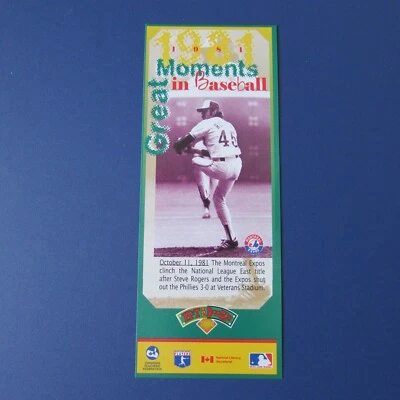 1981
1981
Great
Moments
in Baseball
45
October 11, 1981 The Montreal Expos
clinch the National League East title
after Steve Rogers and the Expos shut
out the Phillies 3-0 at Veterans Stadium.